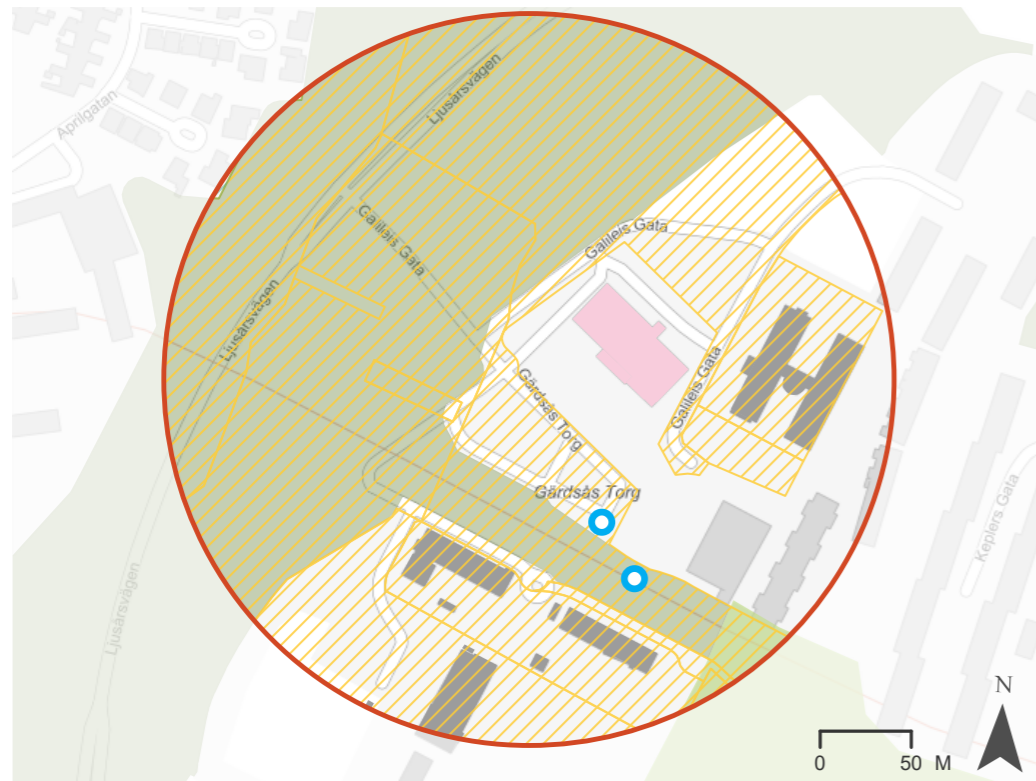 Aprilgatan
Ljusårsvägen
Galileis Gata
Galileis Gata
Ljusårsvägen
Gärdsås Torg
Galileis Gata
Gärdsås Torg
Keplers Gata
Ljusårsvägen
N
0 50 M